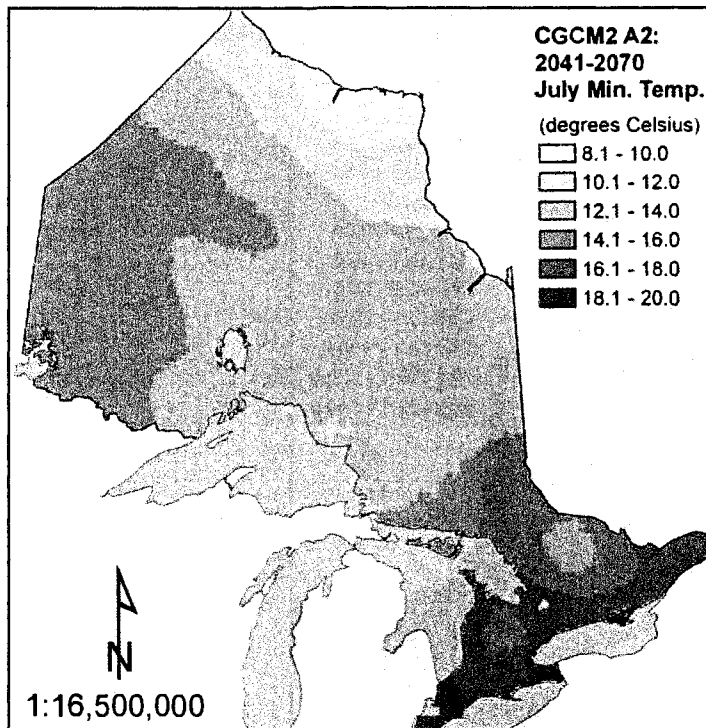 CGCM2 A2:
2041-2070
July Min. Temp.
(degrees Celsius)
8.1 - 10.0
10.1 - 12.0
12.1 - 14.0
14.1 - 16.0
16.1 - 18.0
18.1 - 20.0
N
1:16,500,000